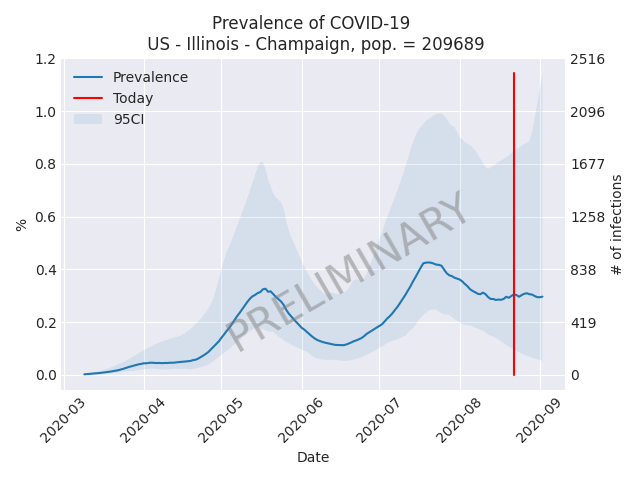 Prevalence of COVID-19
US - Illinois - Champaign, pop. = 209689
1.2
1.0
0.8
0.6
0.4
0.2
0.0
%
2516
2096
1677
1258
838
419
0
# of infections
Prevalence
Today
95CI
PRELIMINARY
2020-03
2020-04
2020-05
2020-06
2020-07
2020-08
2020-09
Date